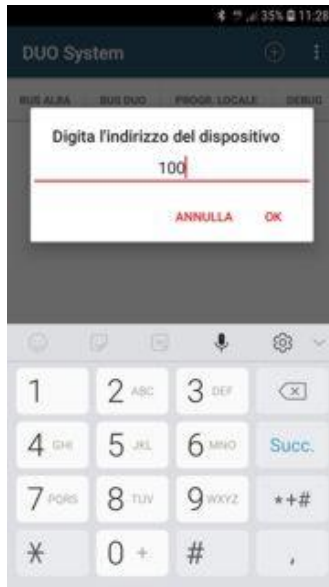 35% 11:28
DUO System
BUS ALFA BUS DUO PROGR. LOCALE DEBUG
Digita l'indirizzo del dispositivo
100
ANNULLA OK
1 2 ABC 3 DEF
4 GHI 5 JKL 6 MNO Succ.
7 PQRS 8 TUV 9 WXYZ *+#
* 0 + # ,